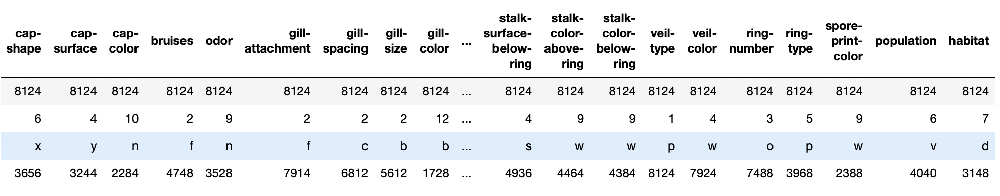 stalk- stalk- stalk- spore-
cap- cap- cap- bruises odor gill- gill- gill- gill- ... surface- color- color- veil- veil- ring- ring- print- population habitat
shape surface color attachment spacing size color below- above- below- type color number type color
ring ring ring
8124 8124 8124 8124 8124 8124 8124 8124 8124 ... 8124 8124 8124 8124 8124 8124 8124 8124 8124 8124
6 4 10 2 9 2 2 2 12 ... 4 9 9 1 4 3 5 9 6 7
x y n f n f c b b ... s w w p w o p w v d
3656 3244 2284 4748 3528 7914 6812 5612 1728 ... 4936 4464 4384 8124 7924 7488 3968 2388 4040 3148